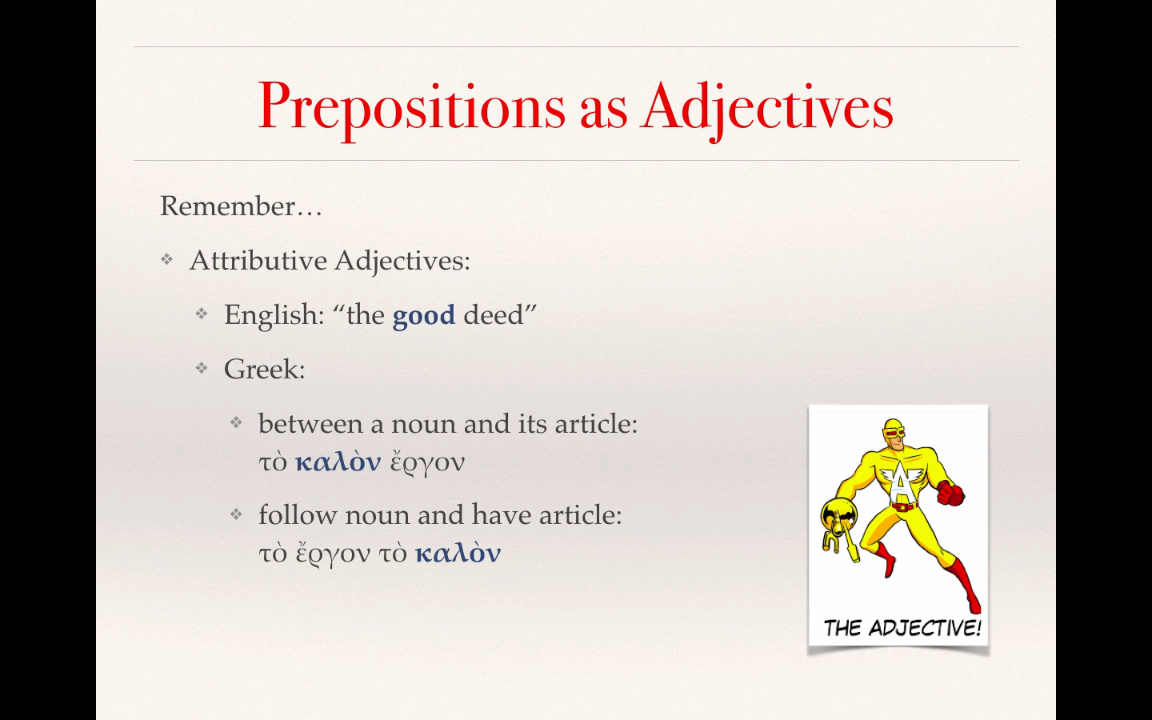 Prepositions as Adjectives
Remember…
❖ Attributive Adjectives:
❖ English: “the good deed”
❖ Greek:
❖ between a noun and its article:
τὸ καλὸν ἔργον
❖ follow noun and have article:
τὸ ἔργον τὸ καλὸν
A
THE ADJECTIVE!